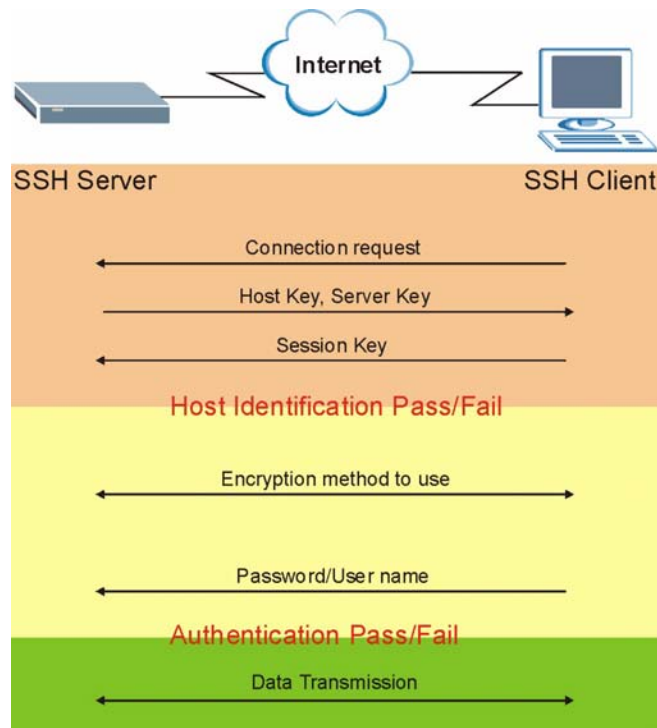 Internet
SSH Server
SSH Client
Connection request
Host Key, Server Key
Session Key
Host Identification Pass/Fail
Encryption method to use
Password/User name
Authentication Pass/Fail
Data Transmission